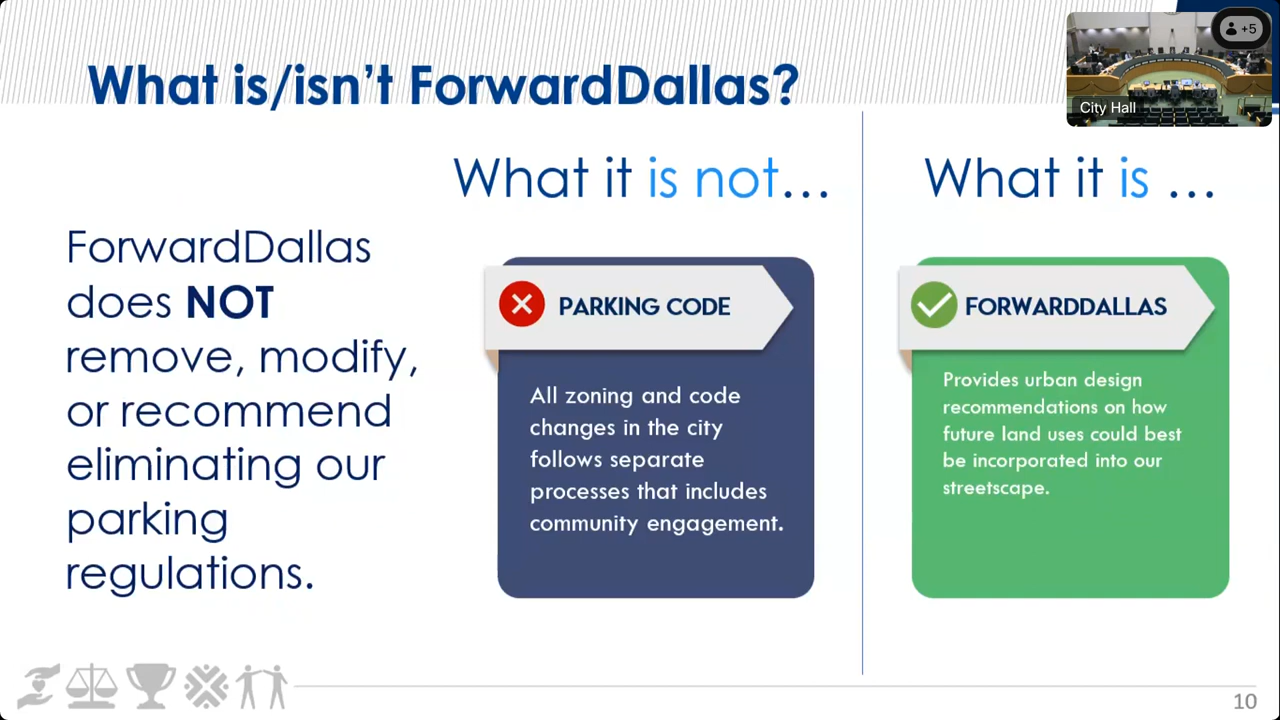 What is/isn't ForwardDallas?
+5
City Hall
What it is not...
What it is ...
ForwardDallas
does NOT
remove, modify,
or recommend
eliminating our
parking
regulations.
PARKING CODE
All zoning and code
changes in the city
follows separate
processes that includes
community engagement.
FORWARDDALLAS
Provides urban design
recommendations on how
future land uses could best
be incorporated into our
streetscape.
10